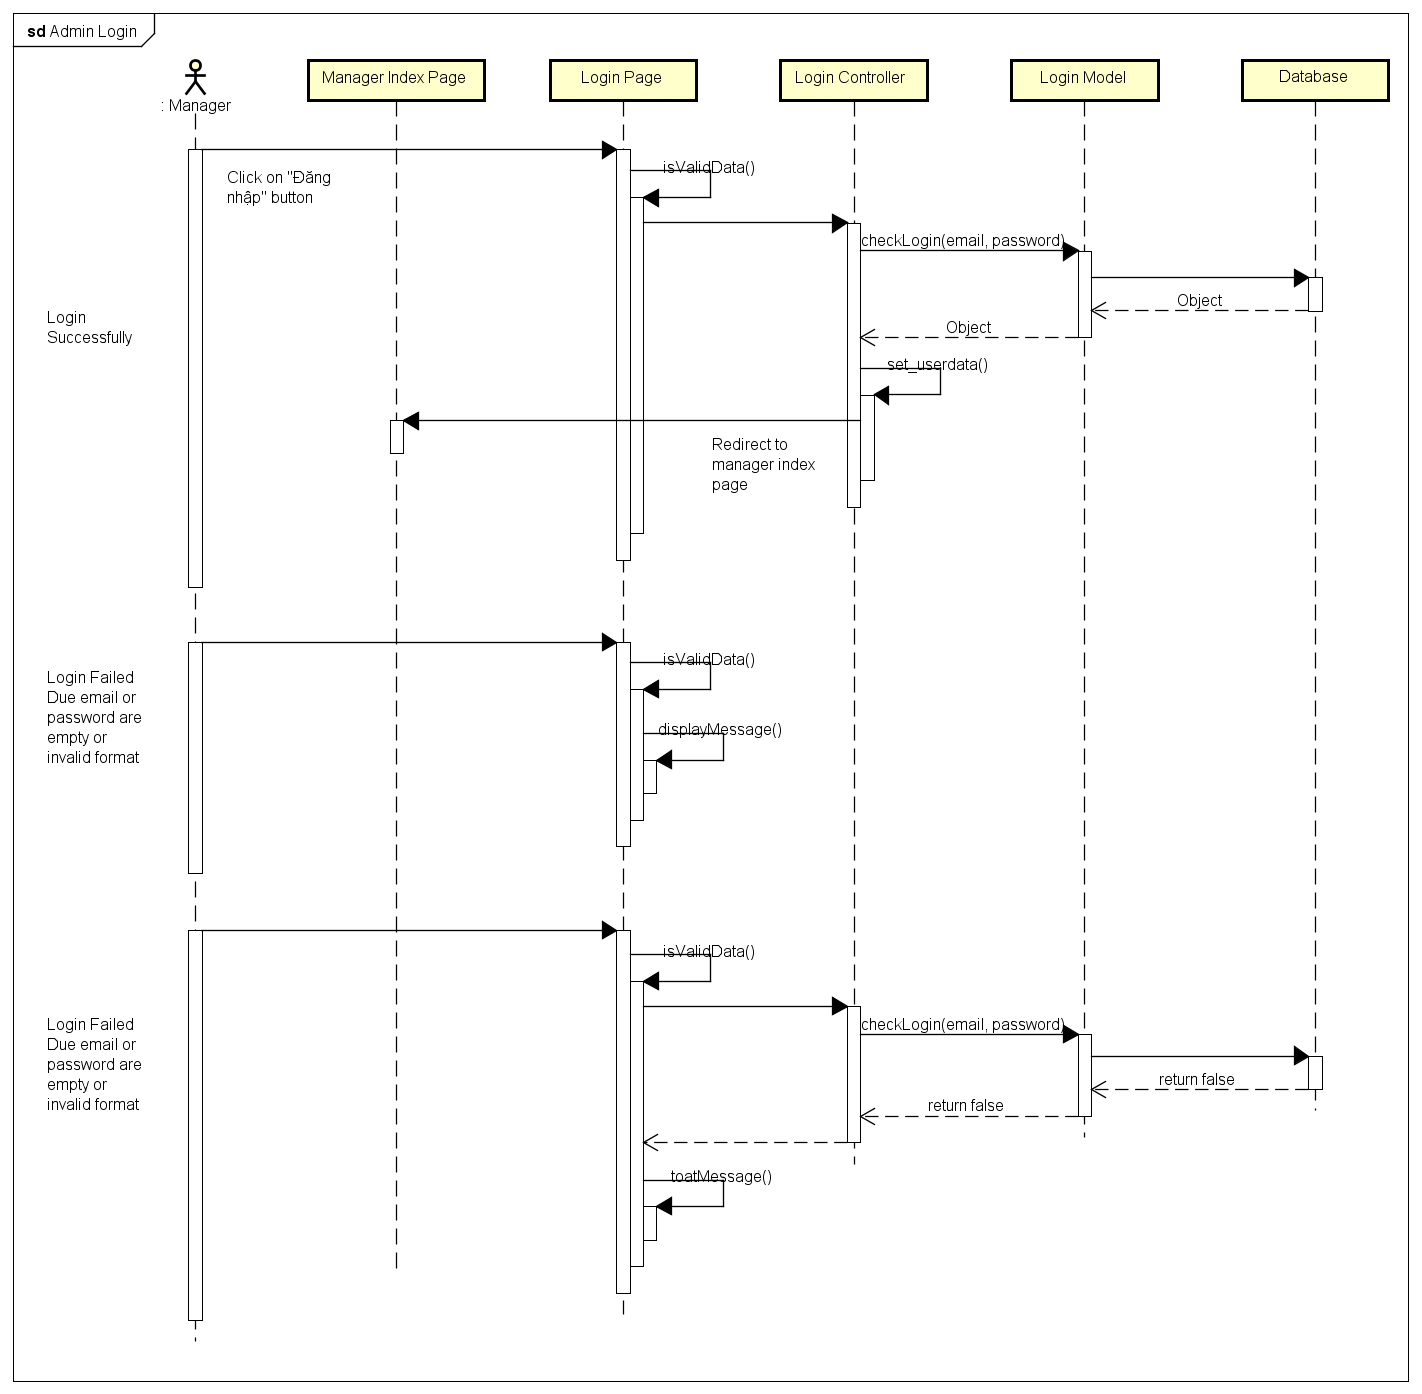 sd Admin Login
: Manager
Manager Index Page
Login Page
Login Controller
Login Model
Database
isValidData()
Click on "Đăng
nhập" button
checkLogin(email, password)
Object
Login
Successfully
Object
set_userdata()
Redirect to
manager index
page
isValidData()
Login Failed
Due email or
password are
empty or
invalid format
displayMessage()
isValidData()
Login Failed
Due email or
password are
empty or
invalid format
checkLogin(email, password)
return false
return false
toatMessage()